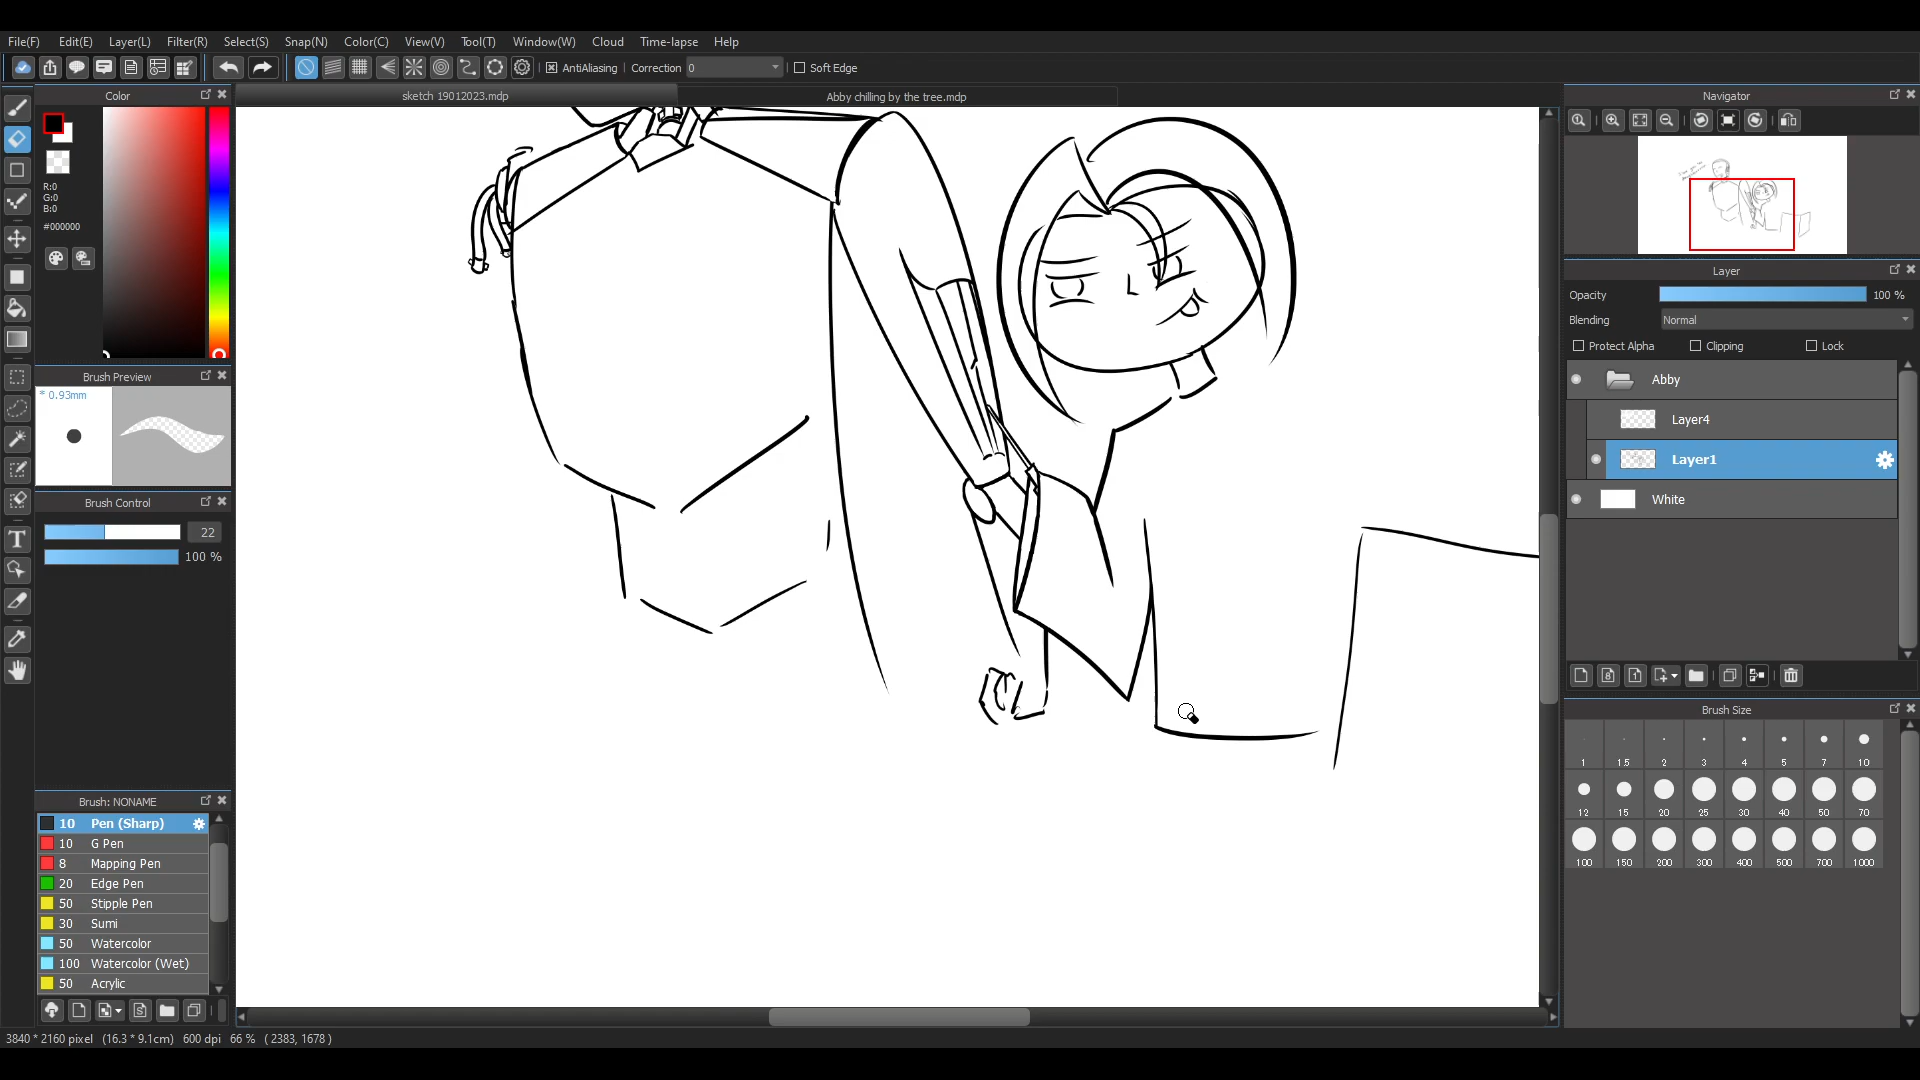 File(F) Edit(E) Layer(L) Filter(R) Select(S) Snap(N) Color(C) View(V) Tool(T) Window(W) Cloud Time-lapse Help
AntiAliasing Correction 0 Soft Edge
Color
sketch 19012023.mdp
Abby chilling by the tree.mdp
Navigator
R:0
G:0
B:0
#000000
Layer
Opacity 100 %
Blending Normal
Protect Alpha Clipping Lock
Abby
Layer4
Layer1
White
Brush Preview
* 0.93mm
Brush Control
22
100 %
Brush Size
1 1.5 2 3 4 5 7 10
12 15 20 25 30 40 50 70
100 150 200 300 400 500 700 1000
Brush: NONAME
10 Pen (Sharp)
10 G Pen
8 Mapping Pen
20 Edge Pen
50 Stipple Pen
30 Sumi
50 Watercolor
100 Watercolor (Wet)
50 Acrylic
3840 * 2160 pixel (16.3 * 9.1cm) 600 dpi 66 % ( 2383, 1678 )